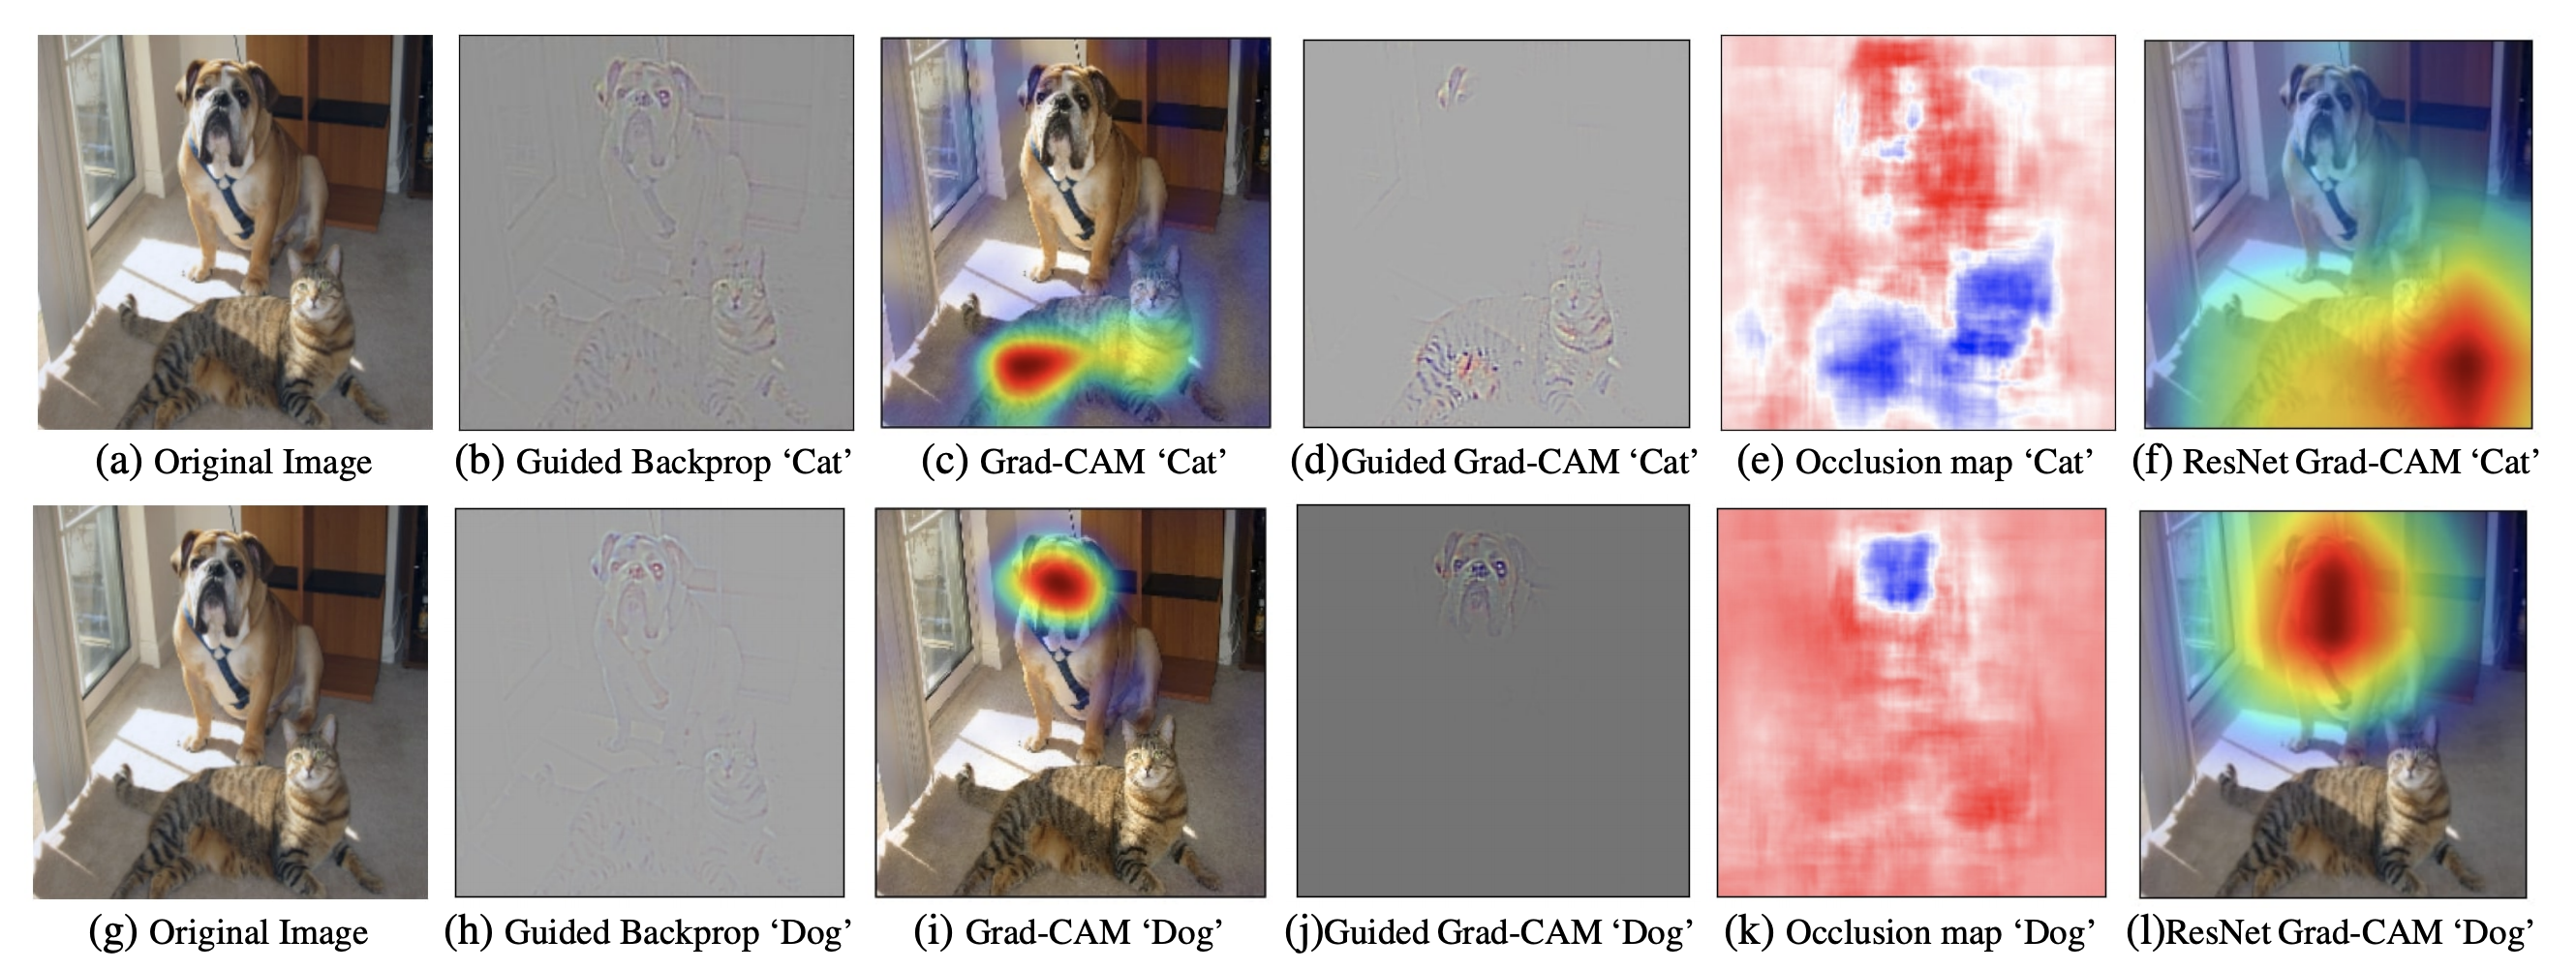 (a) Original Image
(b) Guided Backprop ‘Cat’
(c) Grad-CAM ‘Cat’
(d)Guided Grad-CAM ‘Cat’
(e) Occlusion map ‘Cat’
(f) ResNet Grad-CAM ‘Cat’
(g) Original Image
(h) Guided Backprop ‘Dog’
(i) Grad-CAM ‘Dog’
(j)Guided Grad-CAM ‘Dog’
(k) Occlusion map ‘Dog’
(l)ResNet Grad-CAM ‘Dog’